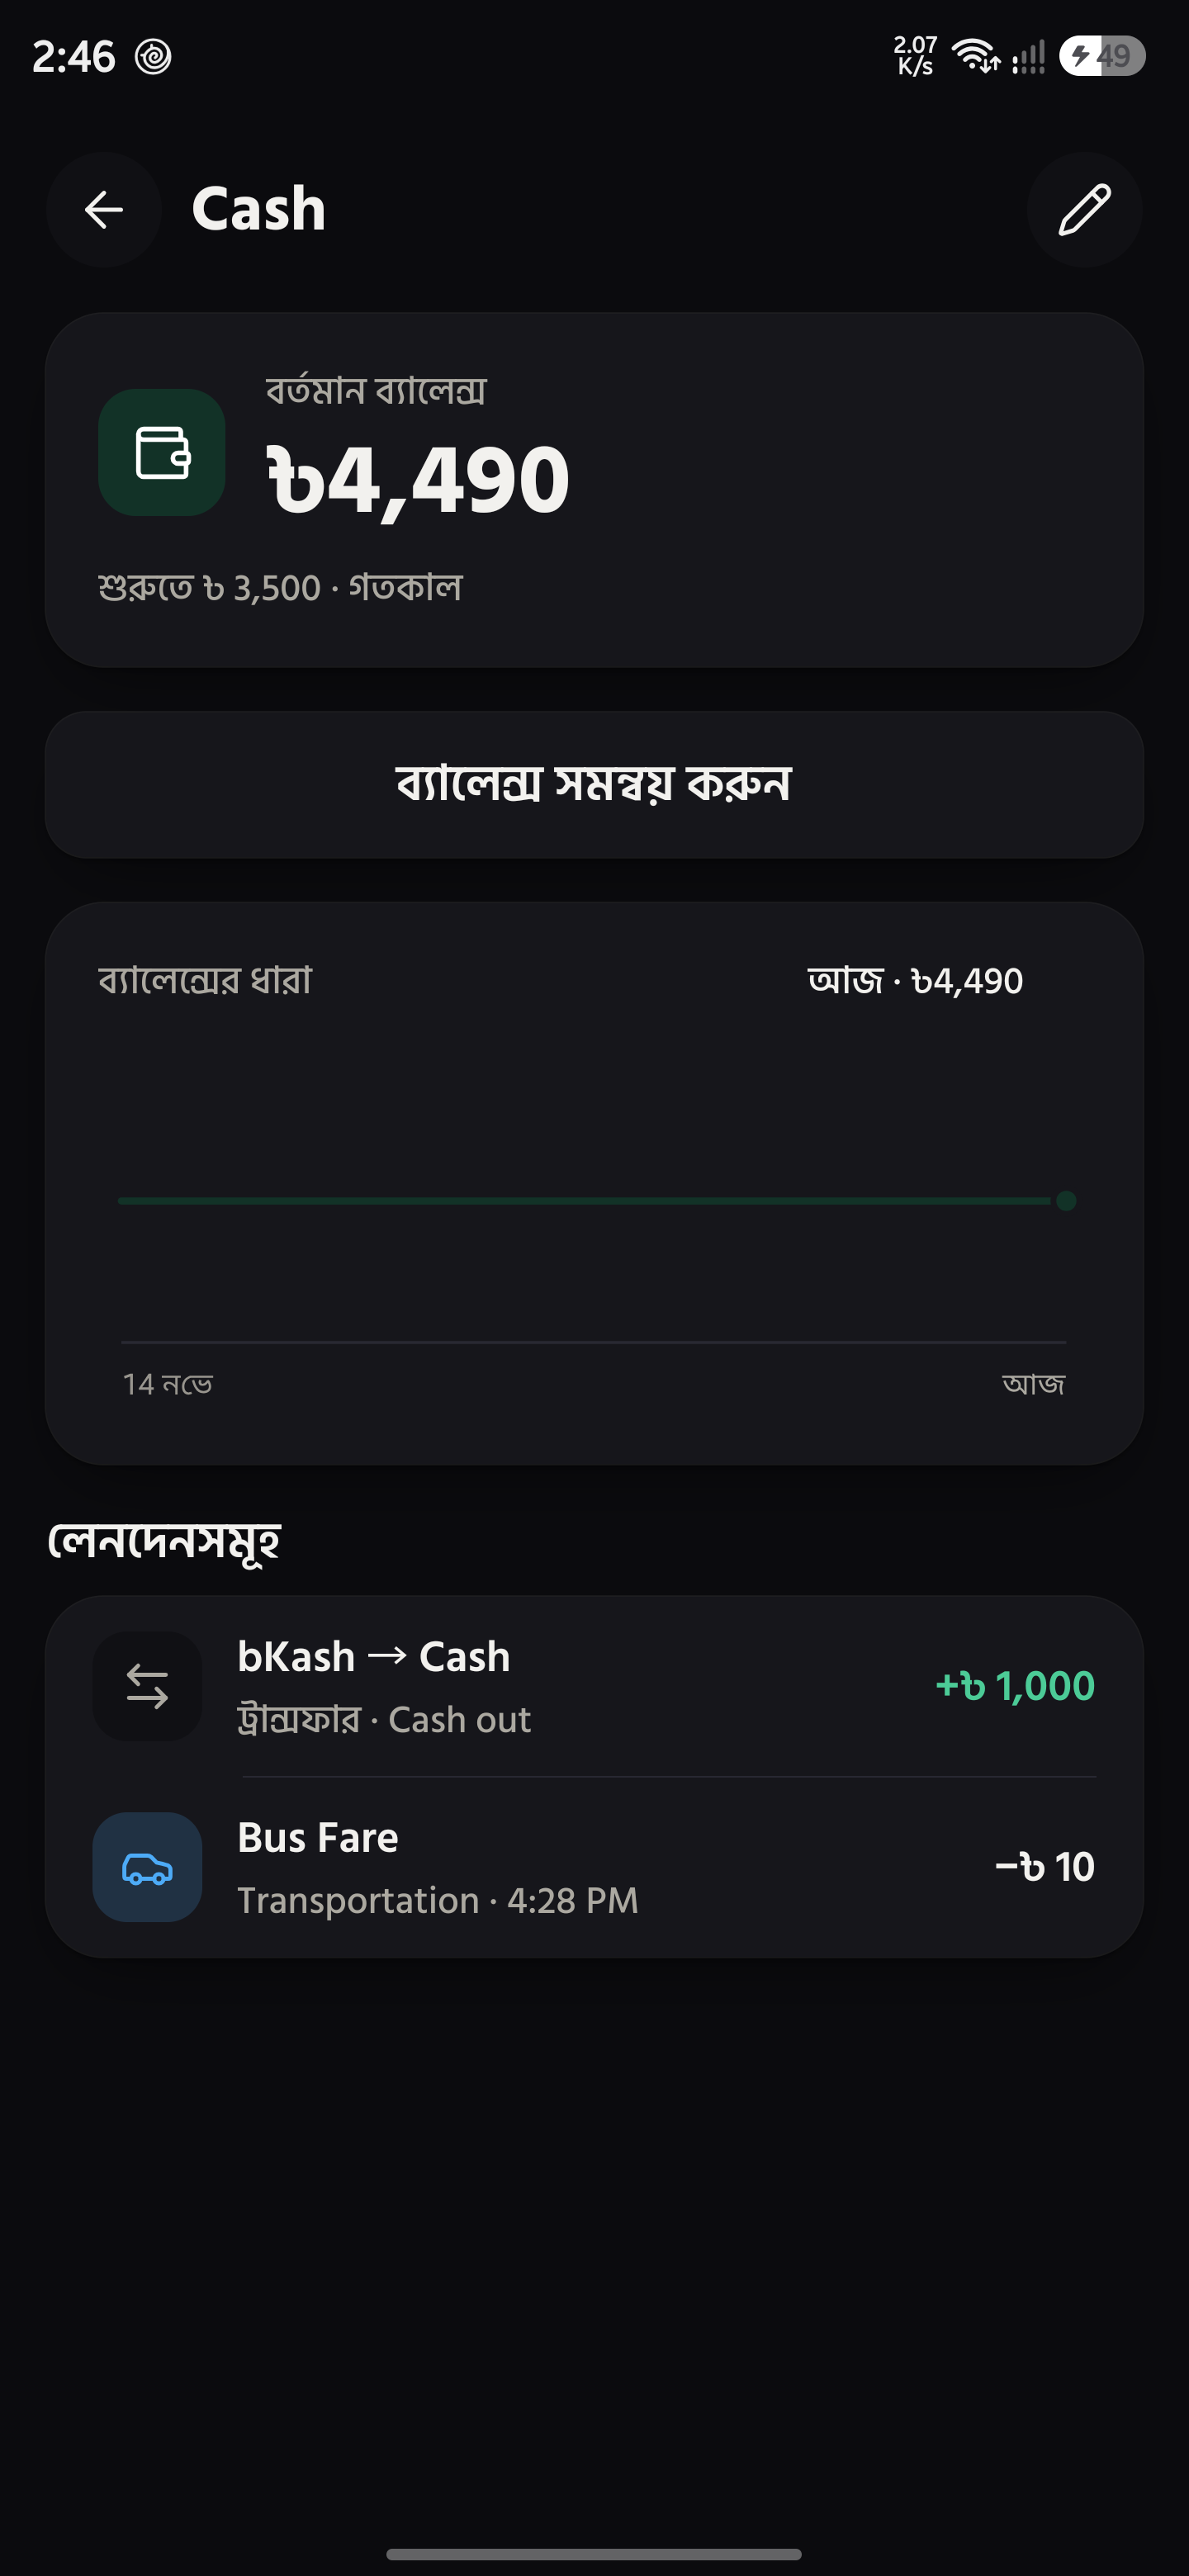 2:46
2.07 K/s
49
Cash
বর্তমান ব্যালেন্স
৳4,490
শুরুতে ৳ 3,500 · গতকাল
ব্যালেন্স সমন্বয় করুন
ব্যালেন্সের ধারা
আজ · ৳4,490
14 নভে
আজ
লেনদেনসমূহ
bKash → Cash
ট্রান্সফার · Cash out
+৳ 1,000
Bus Fare
Transportation · 4:28 PM
−৳ 10